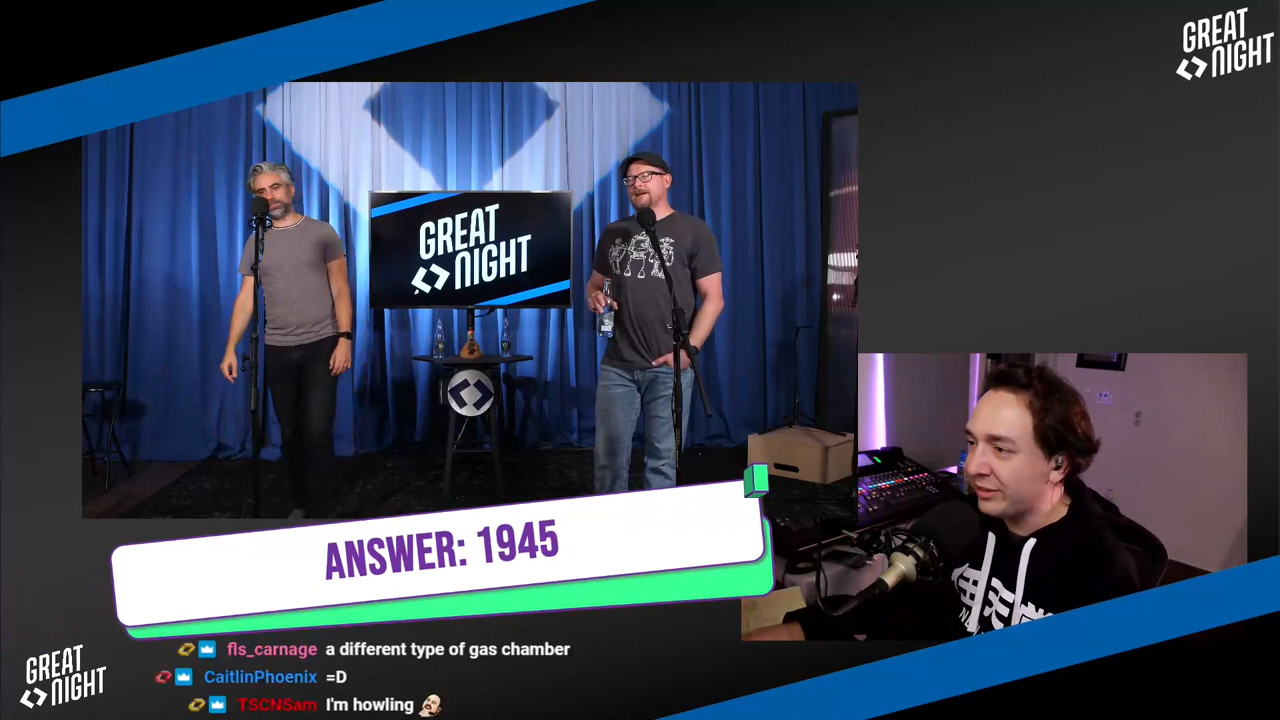 GREAT
NIGHT
GREAT
NIGHT
ANSWER: 1945
fls_carnage a different type of gas chamber
CaitlinPhoenix =D
TSCNSam I'm howling
GREAT
NIGHT